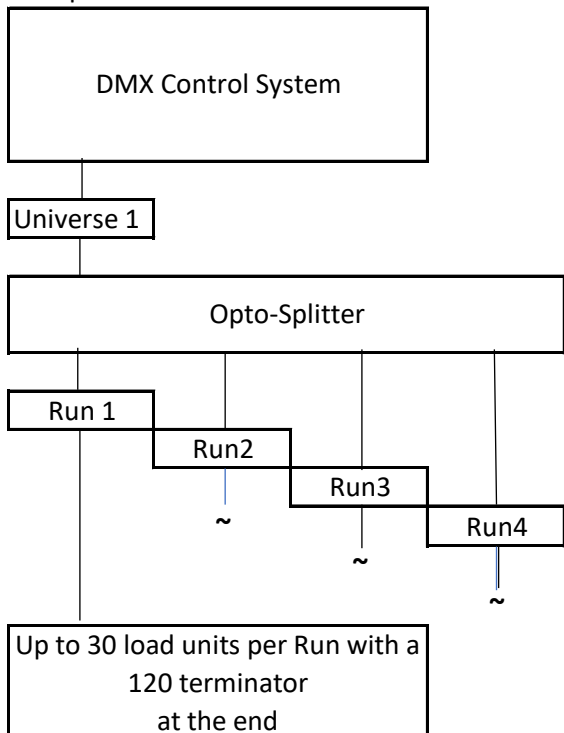 DMX Control System
Universe 1
Opto-Splitter
Run 1
Run2
~
Run3
~
Run4
~
Up to 30 load units per Run with a
120 terminator
at the end